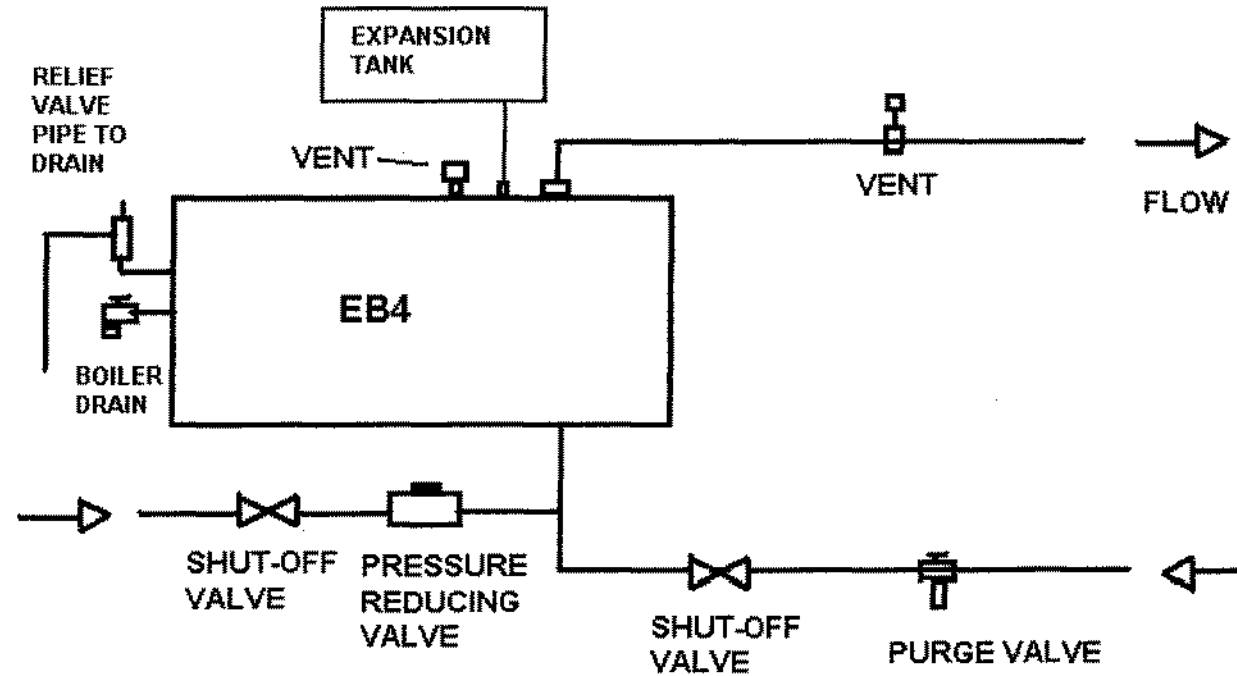 EXPANSION
TANK
RELIEF
VALVE
PIPE TO
DRAIN
VENT
VENT
FLOW
EB4
BOILER
DRAIN
SHUT-OFF
VALVE
PRESSURE
REDUCING
VALVE
SHUT-OFF
VALVE
PURGE VALVE